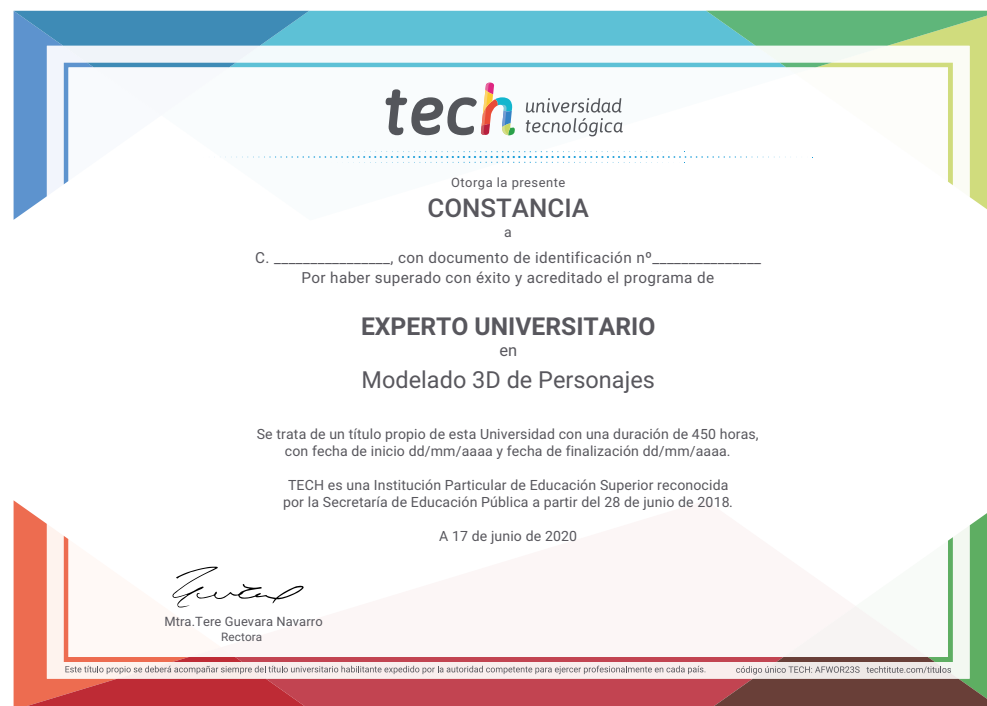 tech universidad
tecnológica
Otorga la presente
CONSTANCIA
a
C. ________________, con documento de identificación nº_______________
Por haber superado con éxito y acreditado el programa de
EXPERTO UNIVERSITARIO
en
Modelado 3D de Personajes
Se trata de un título propio de esta Universidad con una duración de 450 horas,
con fecha de inicio dd/mm/aaaa y fecha de finalización dd/mm/aaaa.
TECH es una Institución Particular de Educación Superior reconocida
por la Secretaría de Educación Pública a partir del 28 de junio de 2018.
A 17 de junio de 2020
Mtra.Tere Guevara Navarro
Rectora
Este título propio se deberá acompañar siempre del título universitario habilitante expedido por la autoridad competente para ejercer profesionalmente en cada país. código único TECH: AFWOR23S techtitute.com/titulos